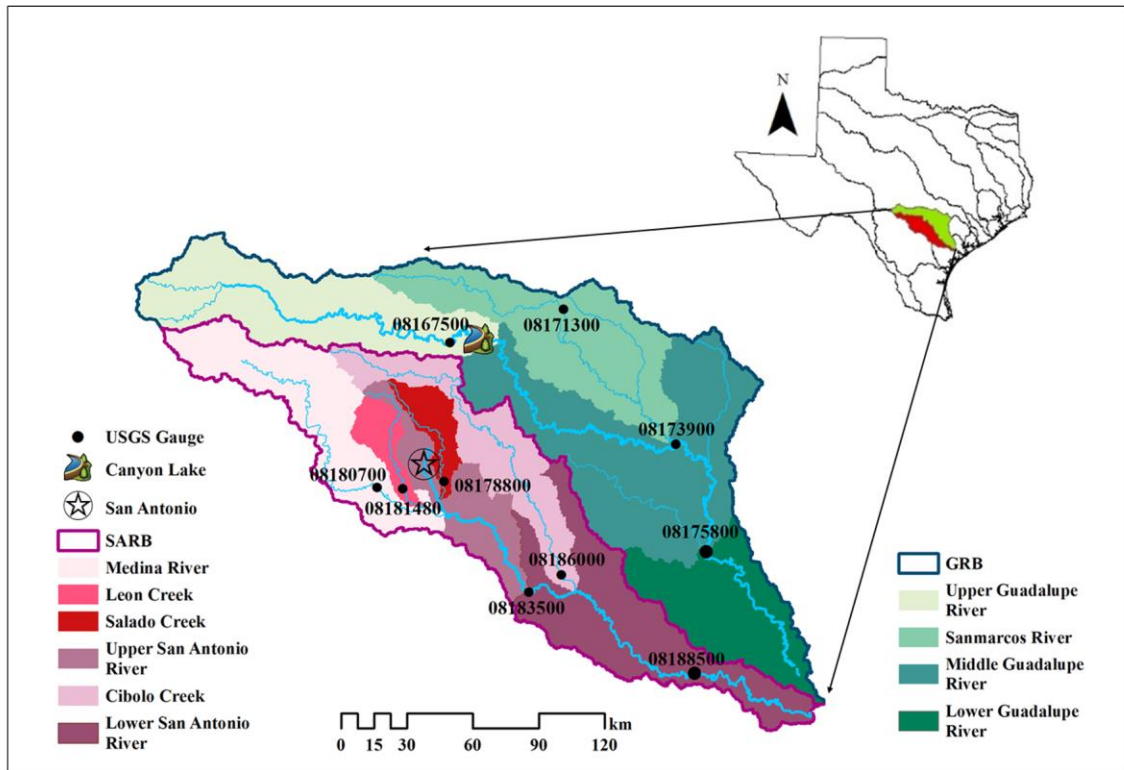 N
08167500
08171300
08173900
08180700
08178800
08181480
08175800
08186000
08183500
08188500
USGS Gauge
Canyon Lake
San Antonio
SARB
Medina River
Leon Creek
Salado Creek
Upper San Antonio
River
Cibolo Creek
Lower San Antonio
River
km
0 15 30 60 90 120
GRB
Upper Guadalupe
River
Sanmarcos River
Middle Guadalupe
River
Lower Guadalupe
River